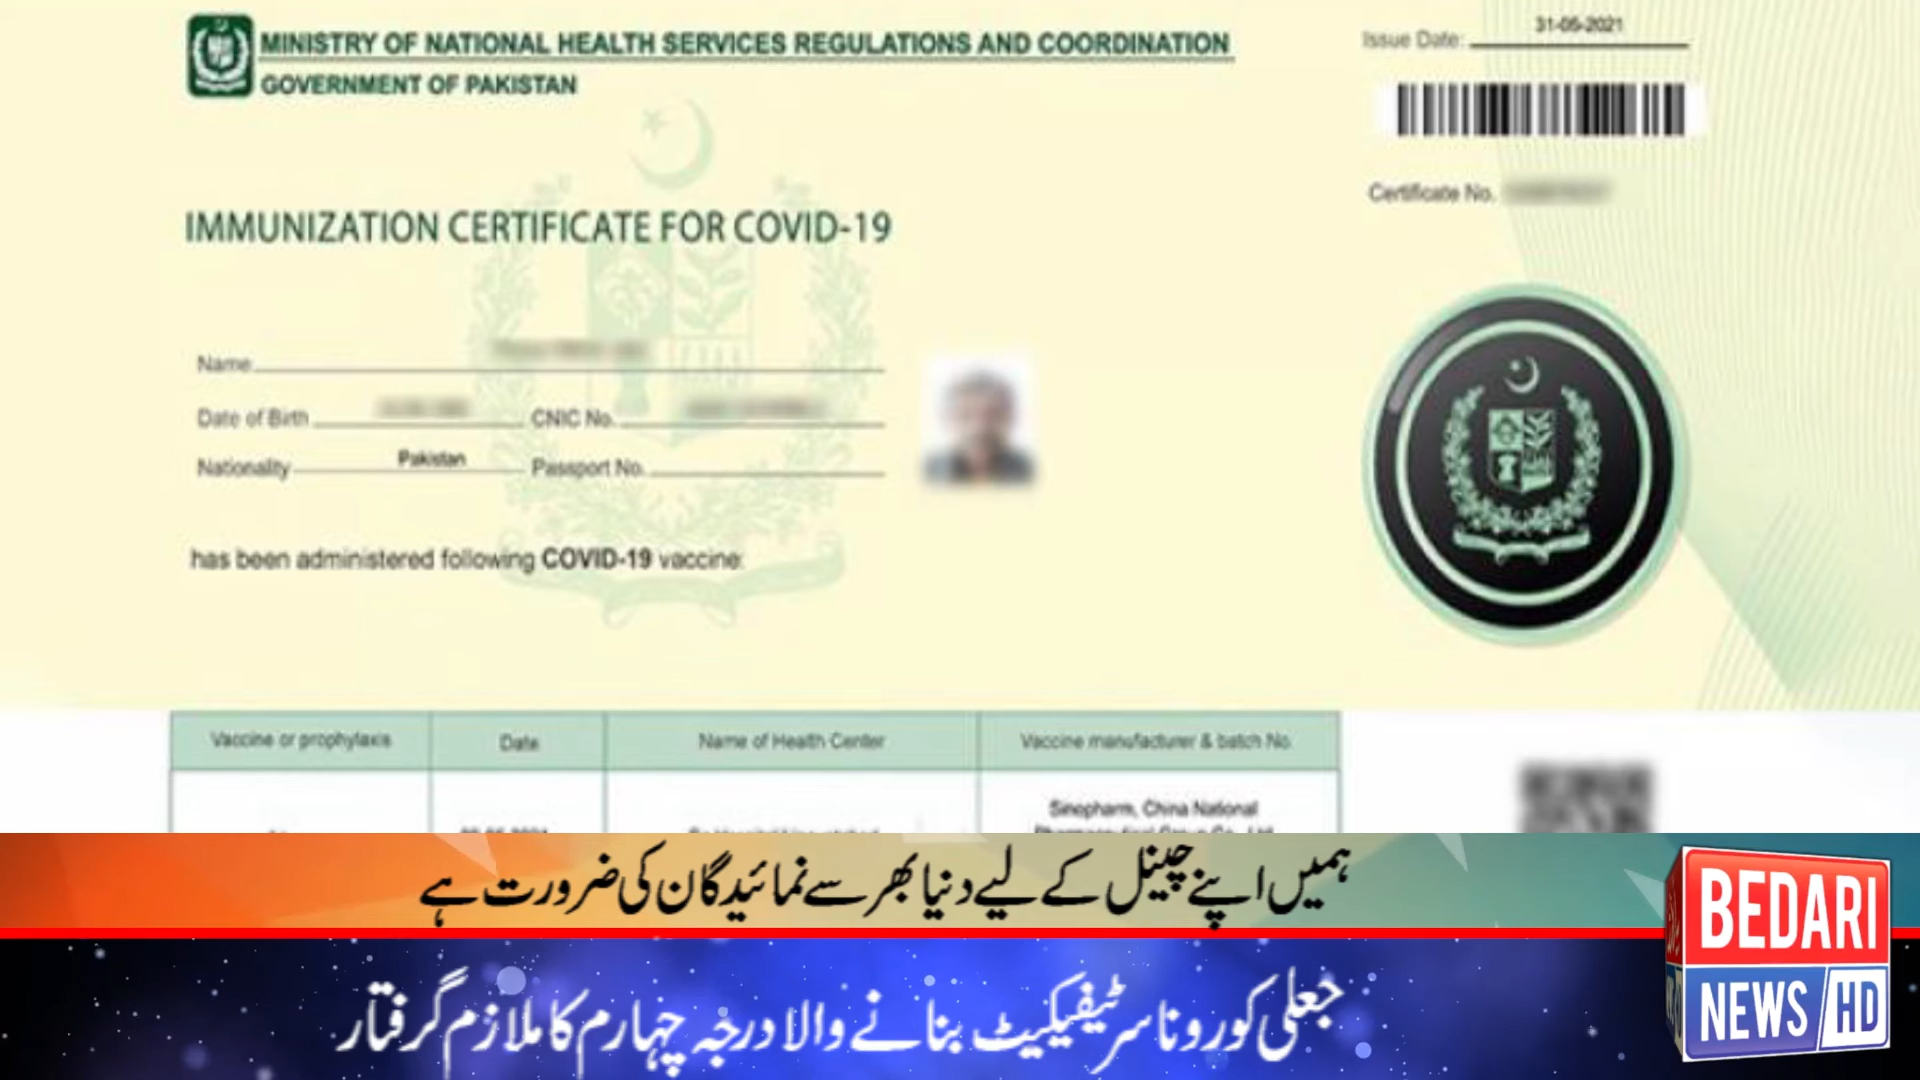 MINISTRY OF NATIONAL HEALTH SERVICES REGULATIONS AND COORDINATION
GOVERNMENT OF PAKISTAN
Issue Date: 31-05-2021
Certificate No.
IMMUNIZATION CERTIFICATE FOR COVID-19
Name
Date of Birth CNIC No.
Nationality Pakistan Passport No.
has been administered following COVID-19 vaccine:
Vaccine or prophylaxis Date Name of Health Center Vaccine manufacturer & batch No.
Sinopharm, China National
ہمیں اپنے چینل کے لیے دنیا بھر سے نمائیدگان کی ضرورت ہے
جعلی کورونا سرٹیفیکیٹ بنانے والا درجہ چہارم کا ملازم گرفتار
BEDARI
NEWS HD